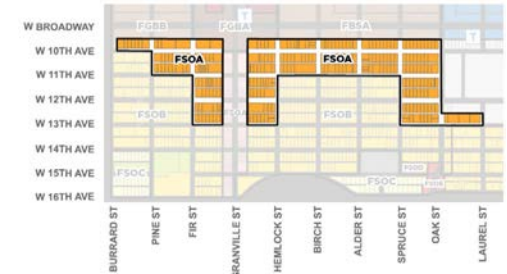 W BROADWAY
FGBB
FGBA
FBSA
T
T
W 10TH AVE
FSOA
FSOA
W 11TH AVE
W 12TH AVE
FSOB
FSOB
W 13TH AVE
W 14TH AVE
W 15TH AVE
FSOC
FSOC
W 16TH AVE
BURRARD ST
PINE ST
FIR ST
GRANVILLE ST
HEMLOCK ST
BIRCH ST
ALDER ST
SPRUCE ST
OAK ST
LAUREL ST